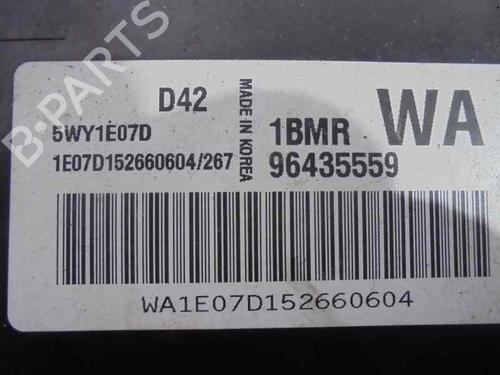 B-PARTS
D42
5WY1E07D
1E07D152660604/267
MADE IN KOREA
1BMR WA
96435559
WA1E07D152660604